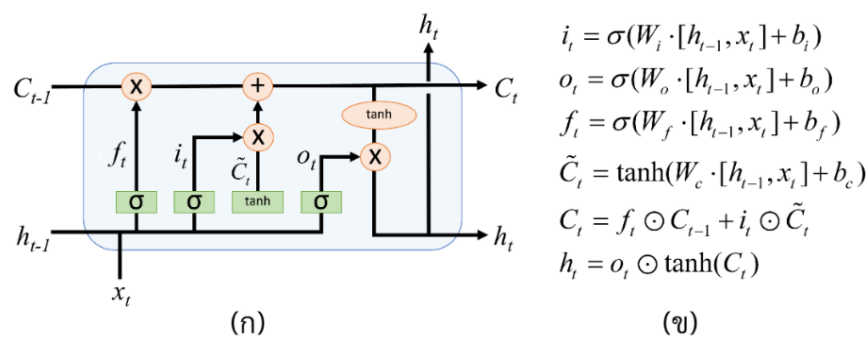 h_t
C_{t-1}
x
+
C_t
tanh
f_t
i_t
x
C̃_t
o_t
x
σ
σ
tanh
σ
h_{t-1}
h_t
x_t
(ก)
i_t = σ(W_i ·[h_{t-1}, x_t]+b_i)
o_t = σ(W_o ·[h_{t-1}, x_t]+b_o)
f_t = σ(W_f ·[h_{t-1}, x_t]+b_f)
C̃_t = tanh(W_c ·[h_{t-1}, x_t]+b_c)
C_t = f_t ⊙ C_{t-1} + i_t ⊙ C̃_t
h_t = o_t ⊙ tanh(C_t)
(ข)